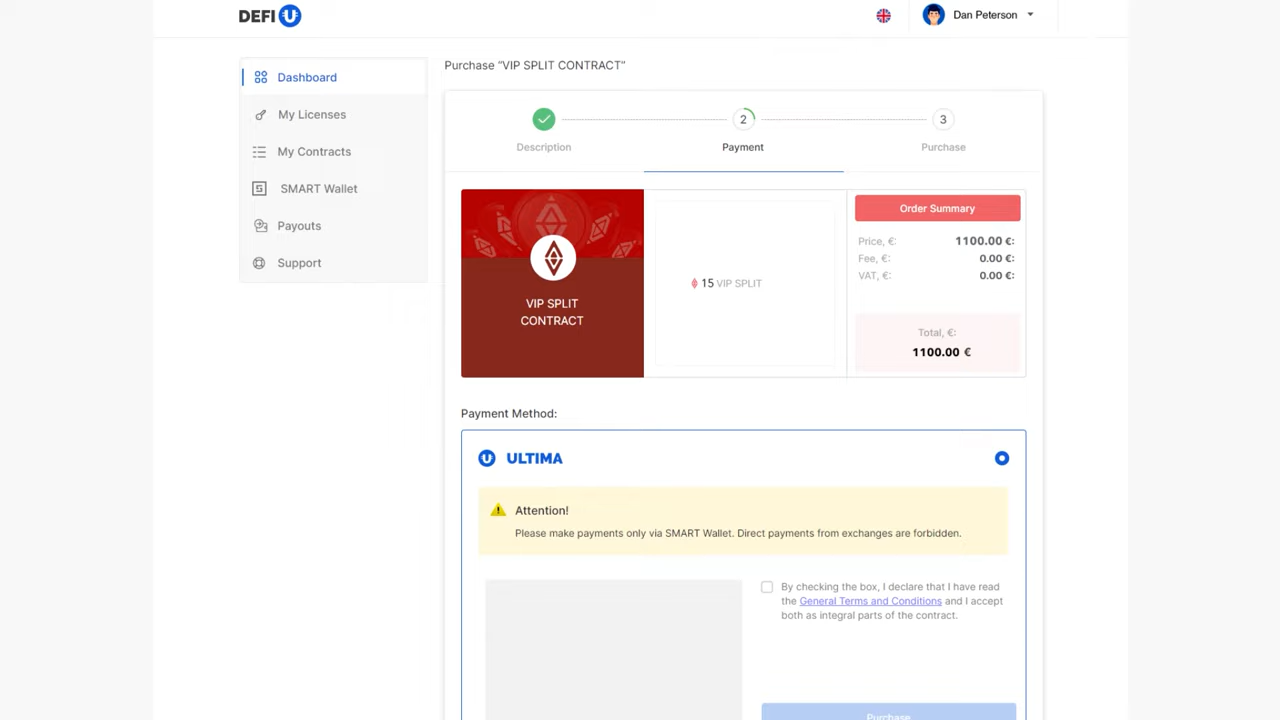 DEFI
Dan Peterson
Dashboard
My Licenses
My Contracts
SMART Wallet
Payouts
Support
Purchase “VIP SPLIT CONTRACT”
2
3
Description
Payment
Purchase
VIP SPLIT
CONTRACT
15 VIP SPLIT
Order Summary
Price, €: 1100.00 €:
Fee, €: 0.00 €:
VAT, €: 0.00 €:
Total, €:
1100.00 €
Payment Method:
ULTIMA
Attention!
Please make payments only via SMART Wallet. Direct payments from exchanges are forbidden.
By checking the box, I declare that I have read
the General Terms and Conditions and I accept
both as integral parts of the contract.
Purchase